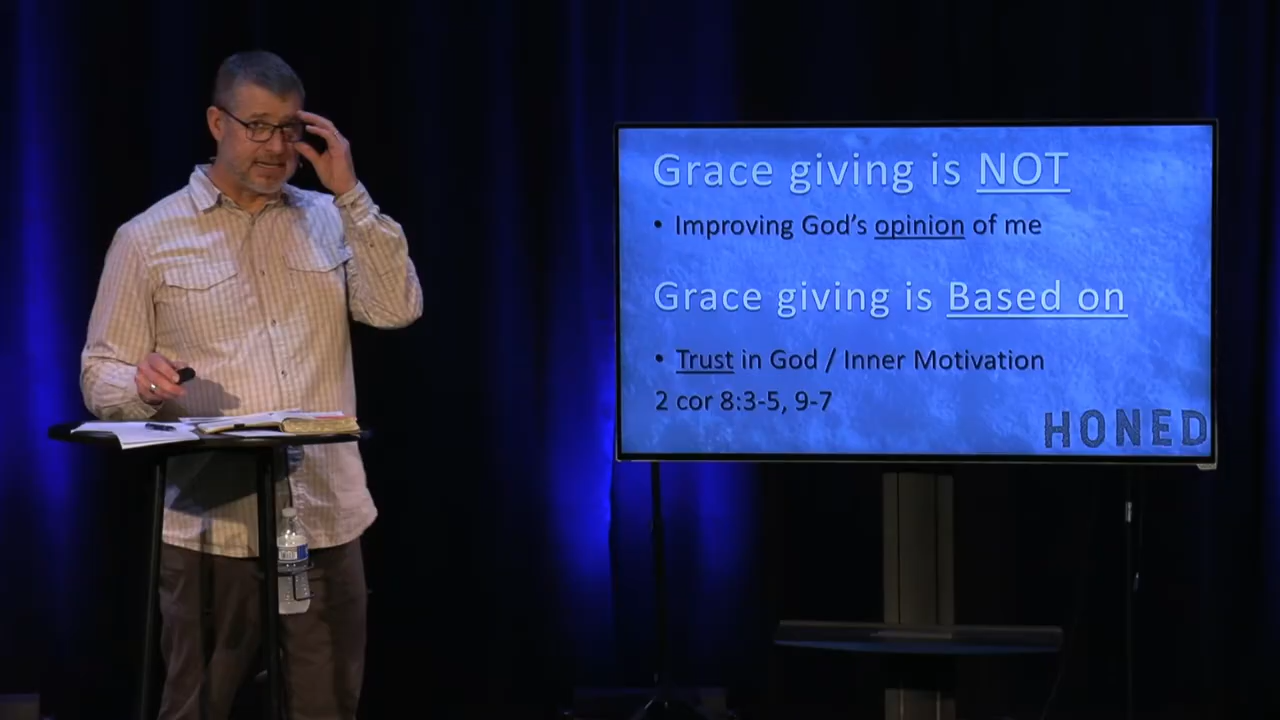 Grace giving is NOT
• Improving God's opinion of me
Grace giving is Based on
• Trust in God / Inner Motivation
2 cor 8:3-5, 9-7
HONED